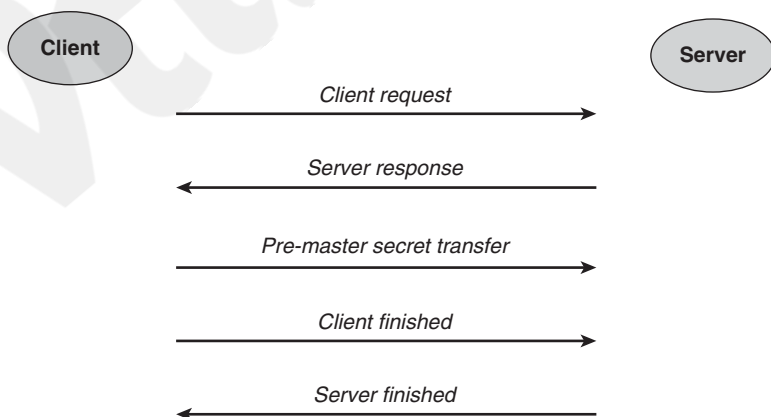 Client
Server
Client request
Server response
Pre-master secret transfer
Client finished
Server finished